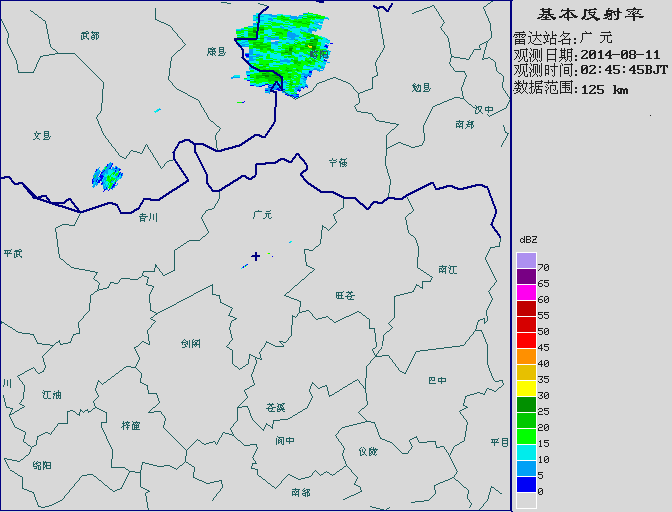 基本反射率
雷达站名:广元
观测日期:2014-08-11
观测时间:02:45:45BJT
数据范围:125 km
武都
康县
略阳
勉县
汉中
南郑
文县
宁强
青川
广元
平武
南江
旺苍
剑阁
川
江油
巴中
苍溪
梓潼
阆中
仪陇
平昌
绵阳
南部
dBZ
70
65
60
55
50
45
40
35
30
25
20
15
10
5
0